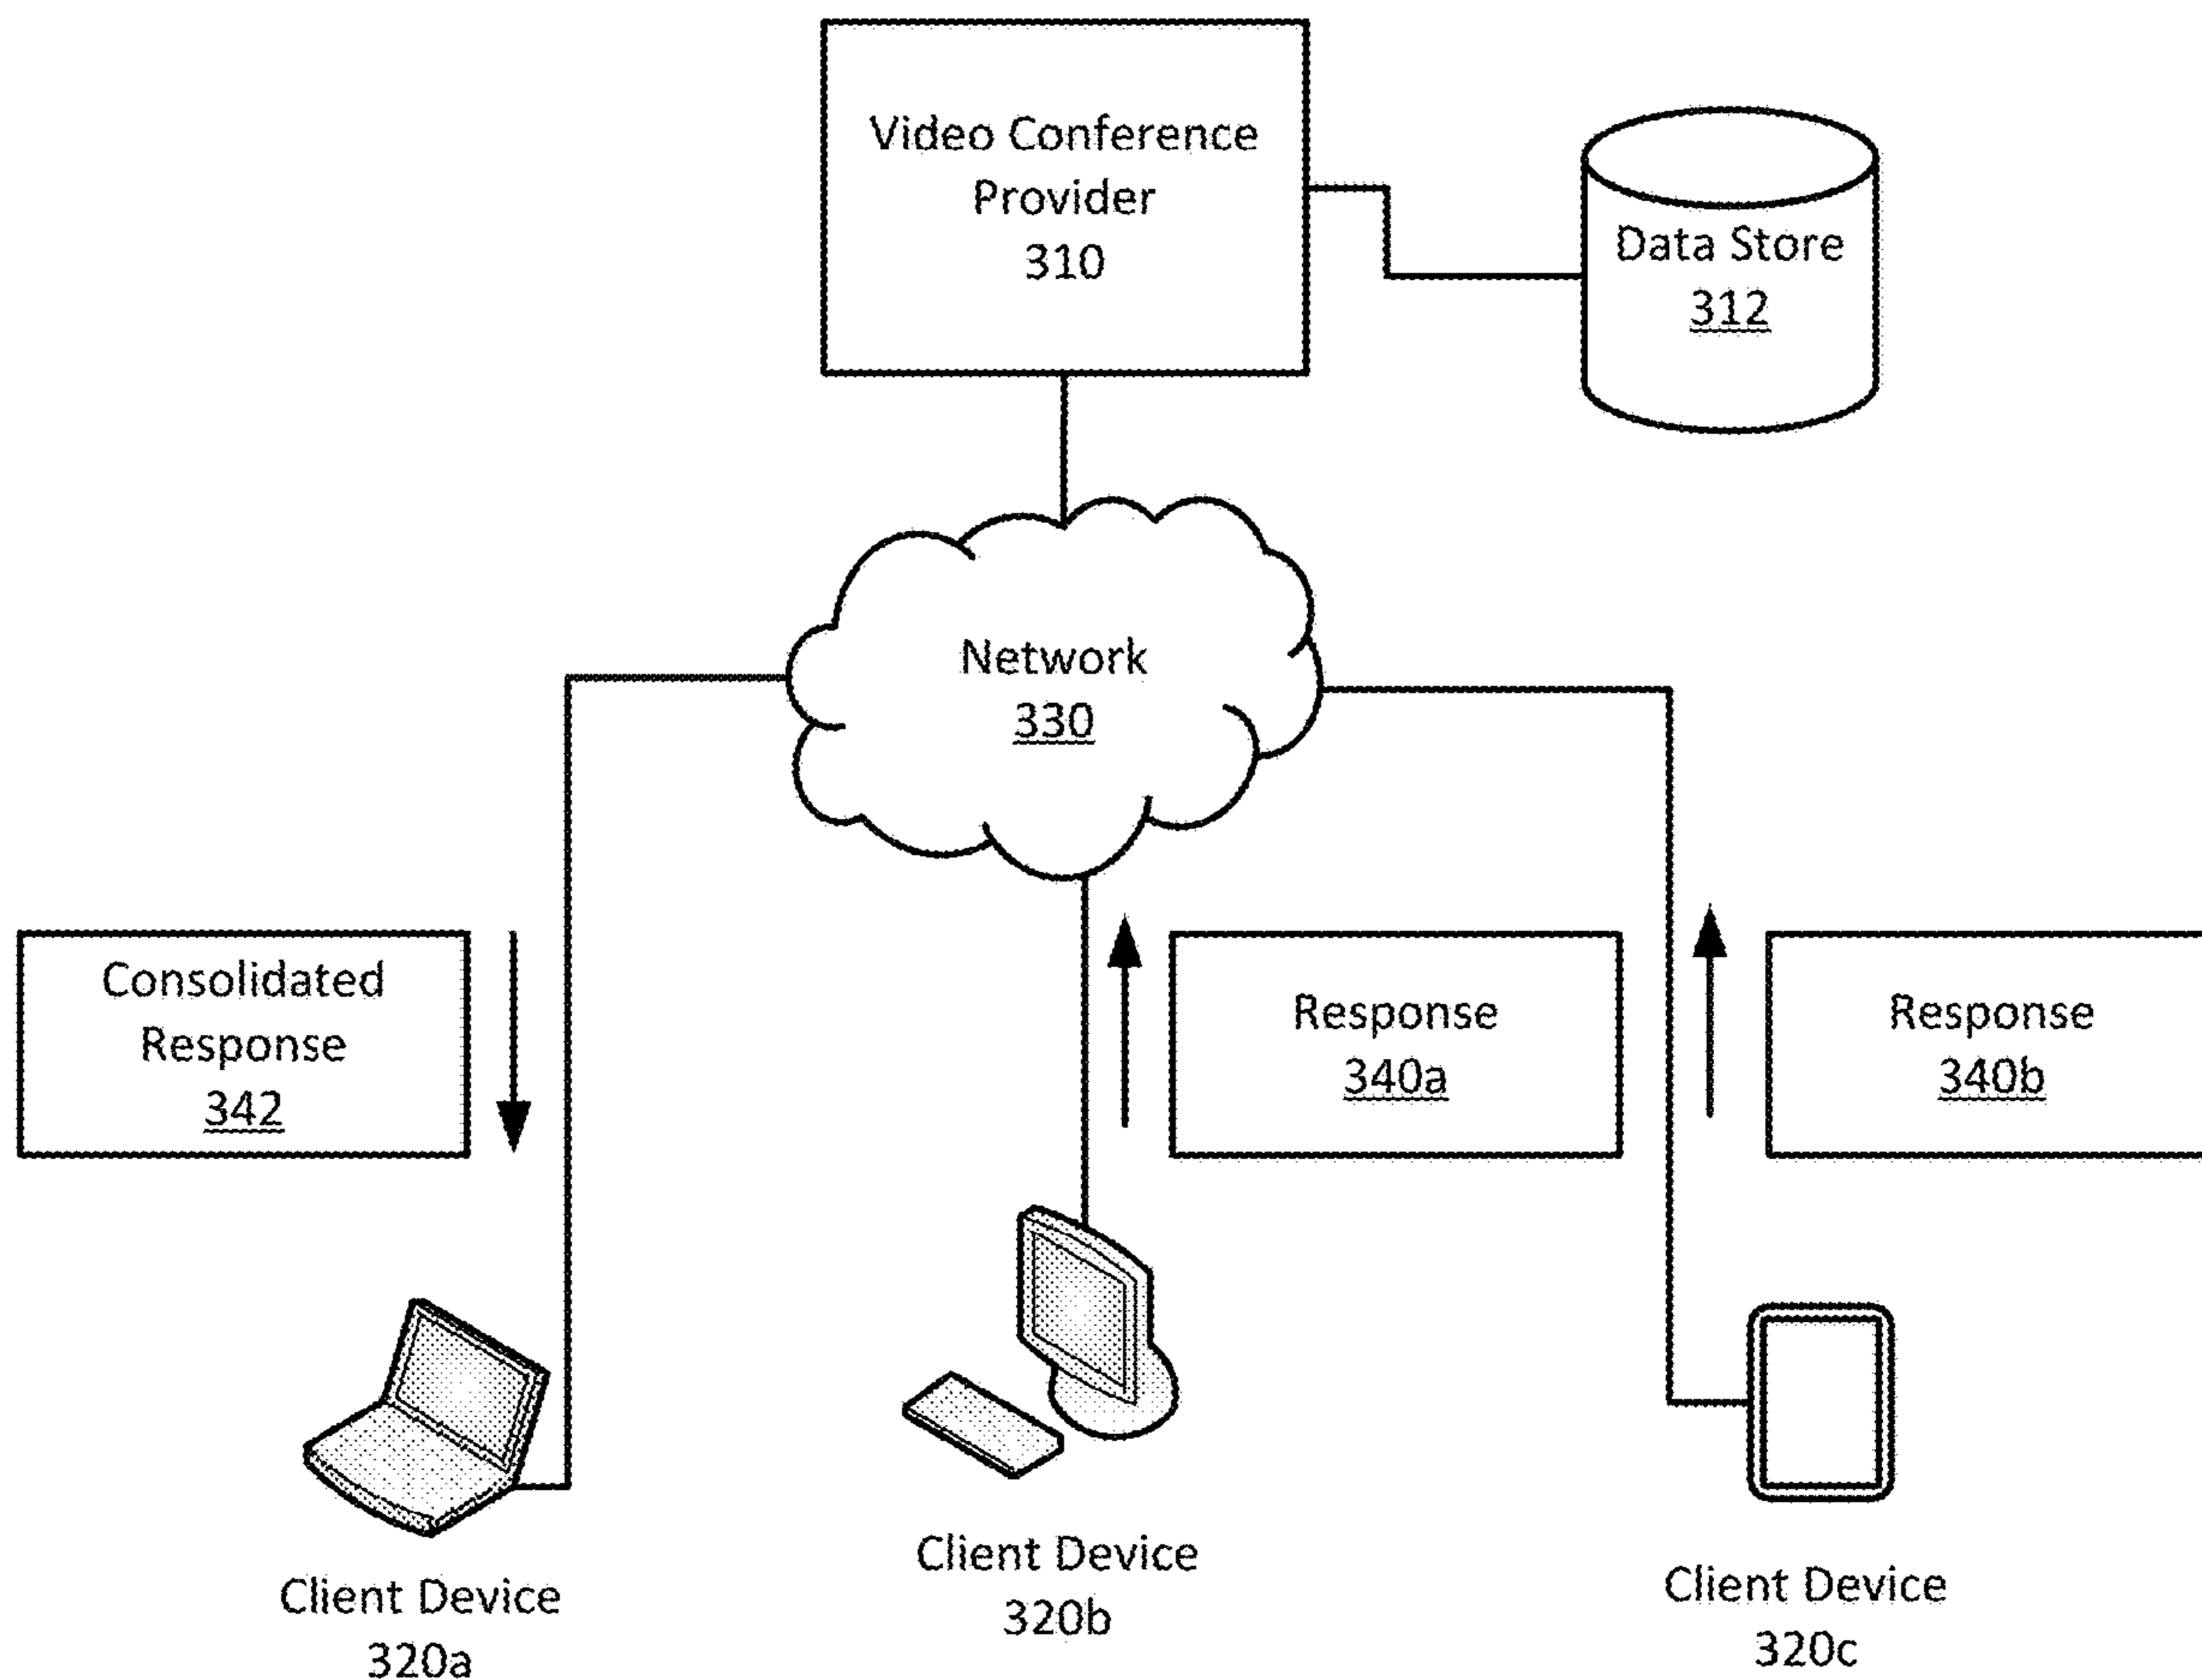 Video Conference
Provider
310
Data Store
312
Network
330
Consolidated
Response
342
Response
340a
Response
340b
Client Device
320a
Client Device
320b
Client Device
320c